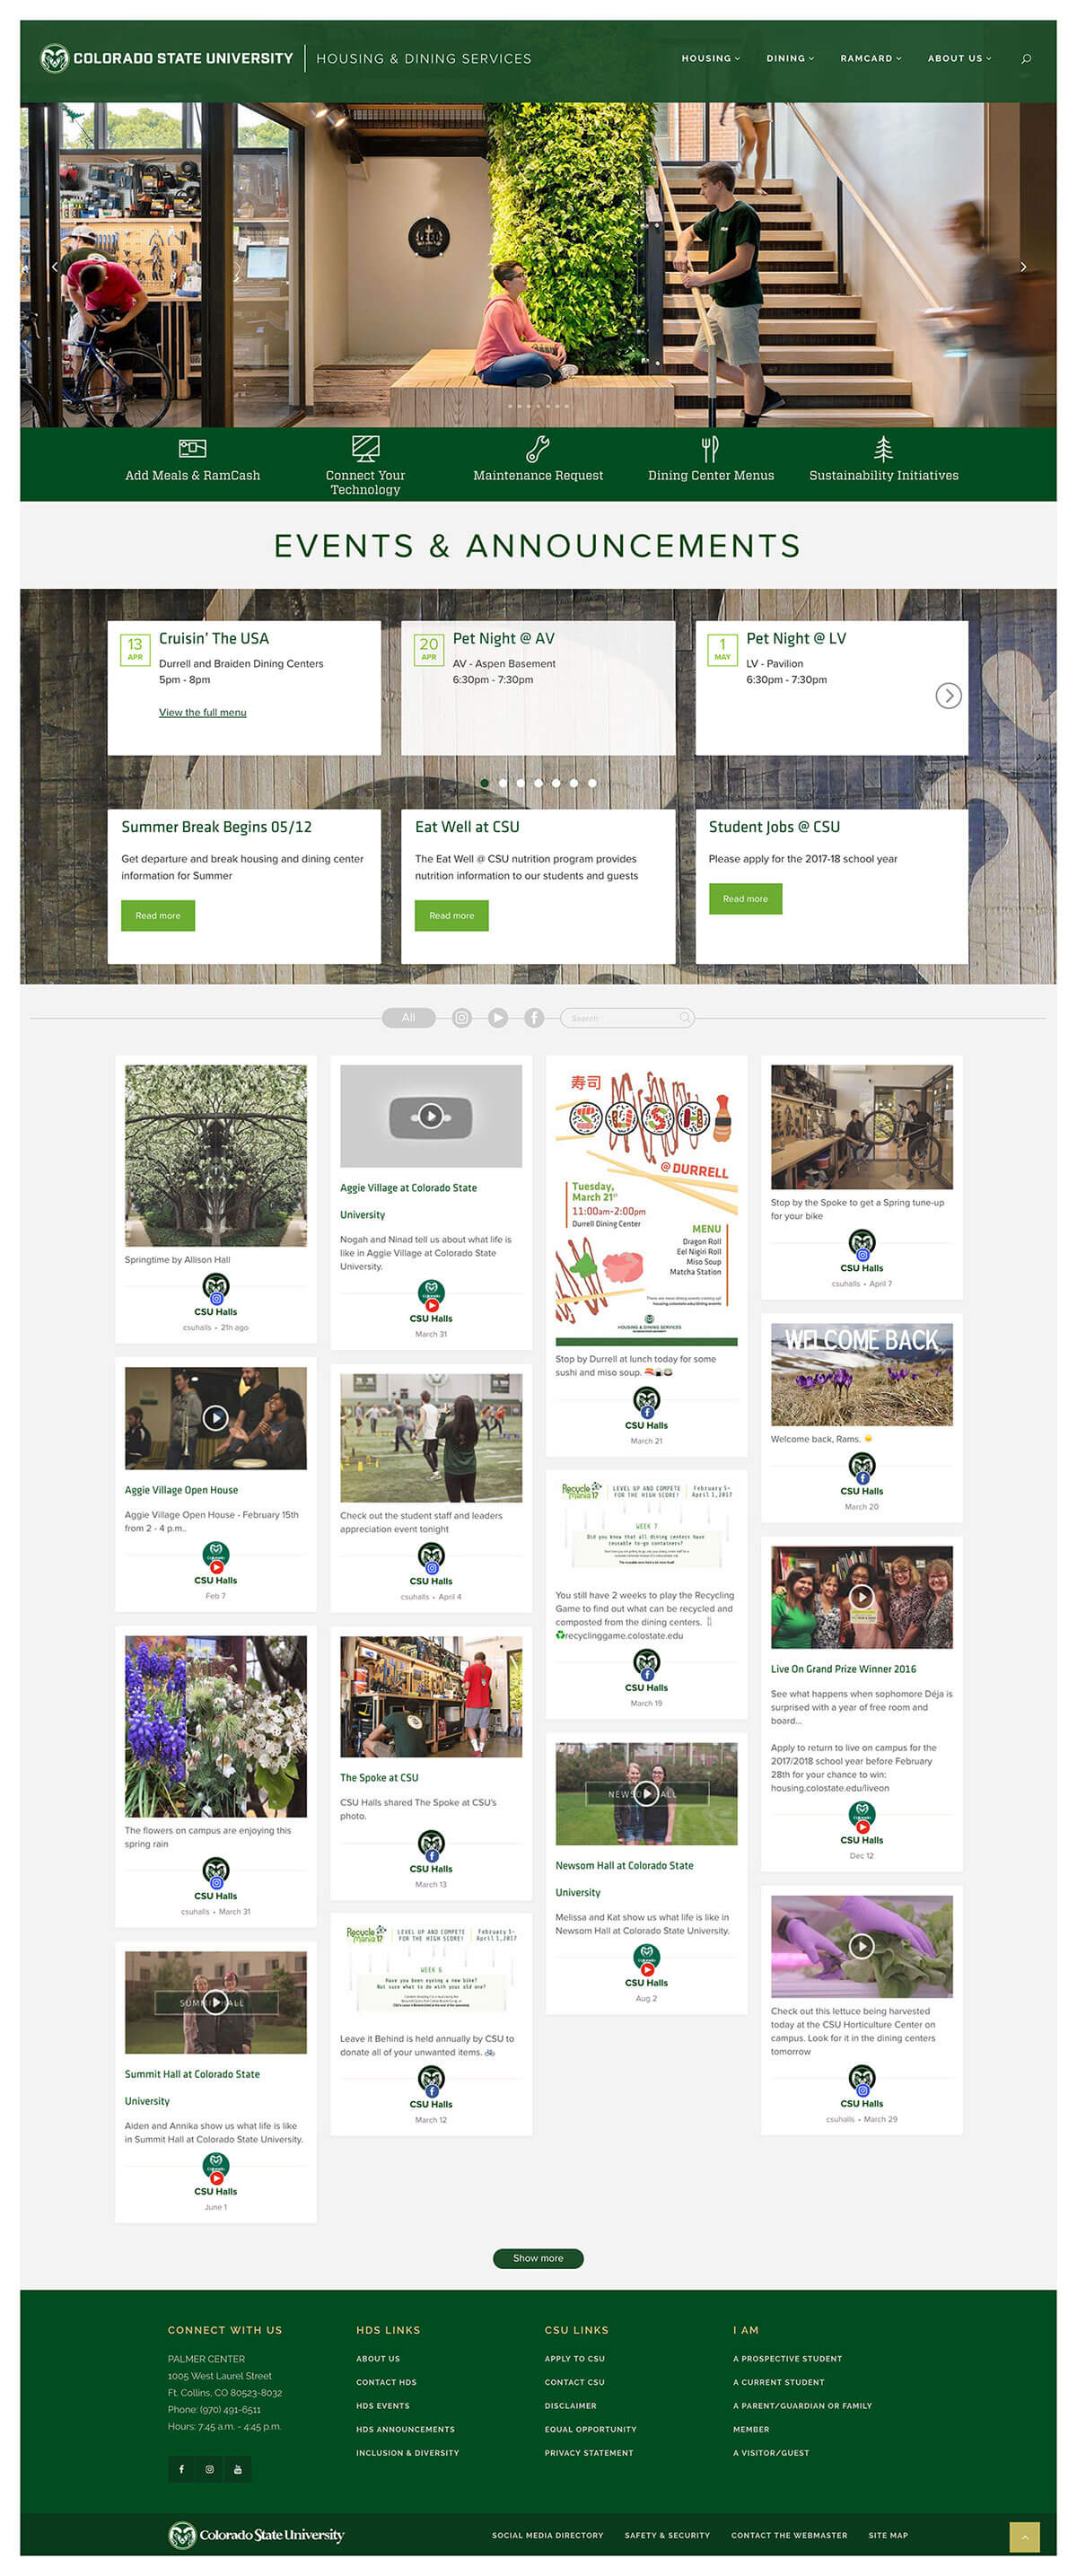 COLORADO STATE UNIVERSITY
HOUSING & DINING SERVICES
HOUSING
DINING
RAMCARD
ABOUT US
Add Meals & RamCash
Connect Your
Technology
Maintenance Request
Dining Center Menus
Sustainability Initiatives
EVENTS & ANNOUNCEMENTS
13
APR
Cruisin' The USA
Durrell and Braiden Dining Centers
5pm - 8pm
View the full menu
20
APR
Pet Night @ AV
AV - Aspen Basement
6:30pm - 7:30pm
1
MAY
Pet Night @ LV
LV - Pavilion
6:30pm - 7:30pm
Summer Break Begins 05/12
Get departure and break housing and dining center
information for Summer
Read more
Eat Well at CSU
The Eat Well @ CSU nutrition program provides
nutrition information to our students and guests
Read more
Student Jobs @ CSU
Please apply for the 2017-18 school year
Read more
All
Search
Springtime by Allison Hall
CSU Halls
csuhalls • 21h ago
Aggie Village Open House
Aggie Village Open House - February 15th
from 2 - 4 p.m..
CSU Halls
Feb 7
The flowers on campus are enjoying this
spring rain
CSU Halls
csuhalls • March 31
SUMMIT HALL
Summit Hall at Colorado State
University
Aiden and Annika show us what life is like
in Summit Hall at Colorado State University.
CSU Halls
June 1
Aggie Village at Colorado State
University
Nogah and Ninad tell us about what life is
like in Aggie Village at Colorado State
University.
CSU Halls
March 31
Check out the student staff and leaders
appreciation event tonight
CSU Halls
csuhalls • April 4
The Spoke at CSU
CSU Halls shared The Spoke at CSU's
photo.
CSU Halls
March 13
Recycle
Mania 17
LEVEL UP AND COMPETE
FOR THE HIGH SCORE!
February 5-
April 1, 2017
WEEK 6
Have you been eyeing a new bike?
Not sure what to do with your old one?
Leave it Behind is held annually by CSU to
donate all of your unwanted items. 🚲
CSU Halls
March 12
寿司
SUSHI
@ DURRELL
Tuesday,
March 21st
11:00am-2:00pm
Durrell Dining Center
MENU
Dragon Roll
Eel Nigiri Roll
Miso Soup
Matcha Station
HOUSING & DINING SERVICES
Stop by Durrell at lunch today for some
sushi and miso soup. 🍣🍙🍲
CSU Halls
March 21
Recycle
Mania 17
LEVEL UP AND COMPETE
FOR THE HIGH SCORE!
February 5-
April 1, 2017
WEEK 7
Did you know that all dining centers have
reusable to-go containers?
You still have 2 weeks to play the Recycling
Game to find out what can be recycled and
composted from the dining centers.
♻recyclinggame.colostate.edu
CSU Halls
March 19
NEWSOM HALL
Newsom Hall at Colorado State
University
Melissa and Kat show us what life is like in
Newsom Hall at Colorado State University.
CSU Halls
Aug 2
Stop by the Spoke to get a Spring tune-up
for your bike
CSU Halls
csuhalls • April 7
WELCOME BACK
Welcome back, Rams. ☀
CSU Halls
March 20
Live On Grand Prize Winner 2016
See what happens when sophomore Déja is
surprised with a year of free room and
board...
Apply to return to live on campus for the
2017/2018 school year before February
28th for your chance to win:
housing.colostate.edu/liveon
CSU Halls
Dec 12
Check out this lettuce being harvested
today at the CSU Horticulture Center on
campus. Look for it in the dining centers
tomorrow
CSU Halls
csuhalls • March 29
Show more
CONNECT WITH US
PALMER CENTER
1005 West Laurel Street
Ft. Collins, CO 80523-8032
Phone: (970) 491-6511
Hours: 7:45 a.m. - 4:45 p.m.
HDS LINKS
ABOUT US
CONTACT HDS
HDS EVENTS
HDS ANNOUNCEMENTS
INCLUSION & DIVERSITY
CSU LINKS
APPLY TO CSU
CONTACT CSU
DISCLAIMER
EQUAL OPPORTUNITY
PRIVACY STATEMENT
I AM
A PROSPECTIVE STUDENT
A CURRENT STUDENT
A PARENT/GUARDIAN OR FAMILY
MEMBER
A VISITOR/GUEST
Colorado State University
SOCIAL MEDIA DIRECTORY
SAFETY & SECURITY
CONTACT THE WEBMASTER
SITE MAP